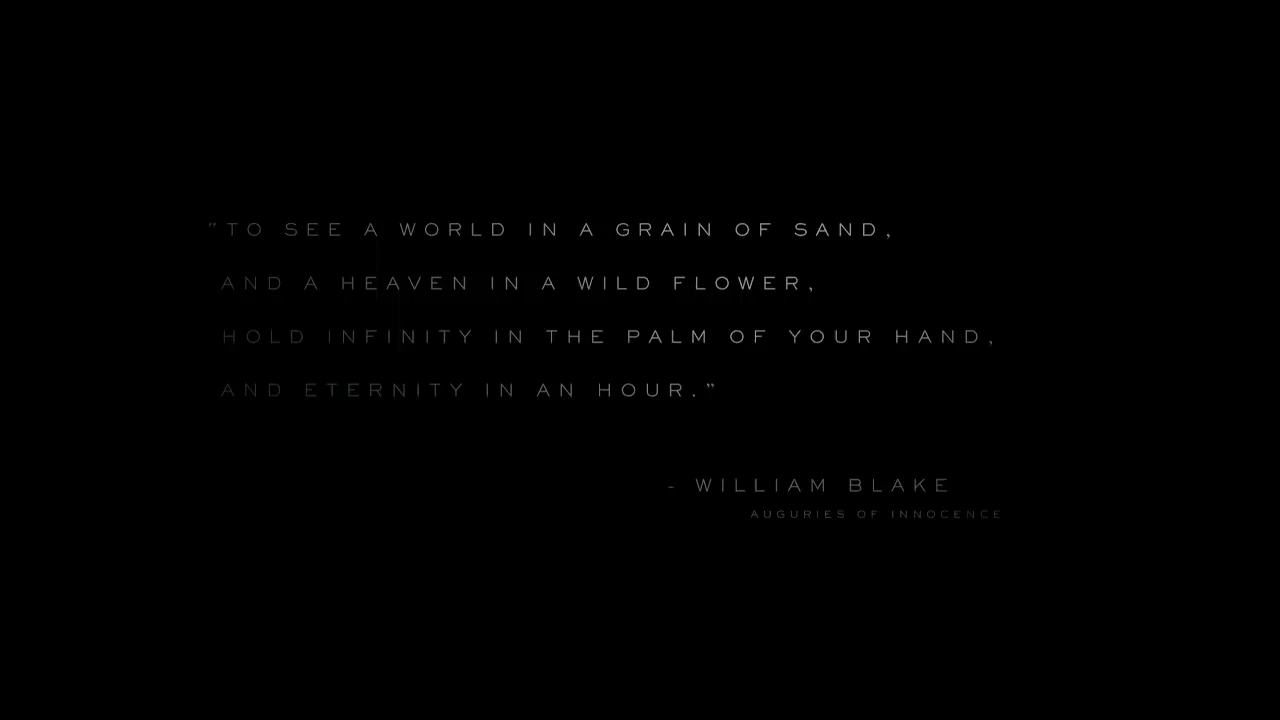 "TO SEE A WORLD IN A GRAIN OF SAND,
AND A HEAVEN IN A WILD FLOWER,
HOLD INFINITY IN THE PALM OF YOUR HAND,
AND ETERNITY IN AN HOUR."
- WILLIAM BLAKE
AUGURIES OF INNOCENCE